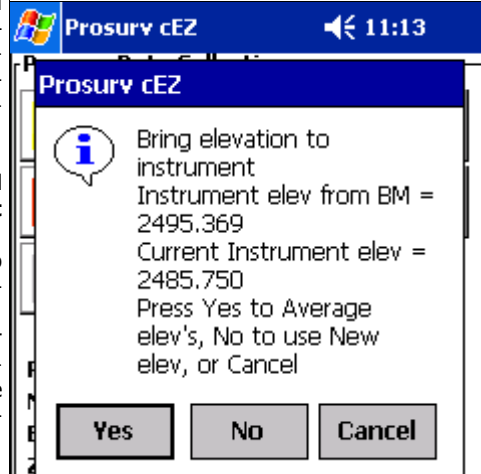 Prosurv cEZ
11:13
Prosurv cEZ
Bring elevation to
instrument
Instrument elev from BM =
2495.369
Current Instrument elev =
2485.750
Press Yes to Average
elev's, No to use New
elev, or Cancel
Yes
No
Cancel